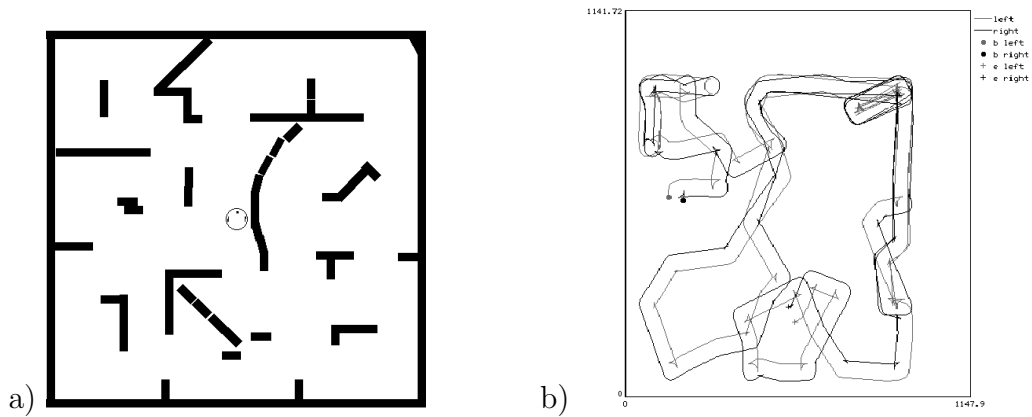 a)
b)
1141.72
0
0
1147.9
left
right
b left
b right
e left
e right